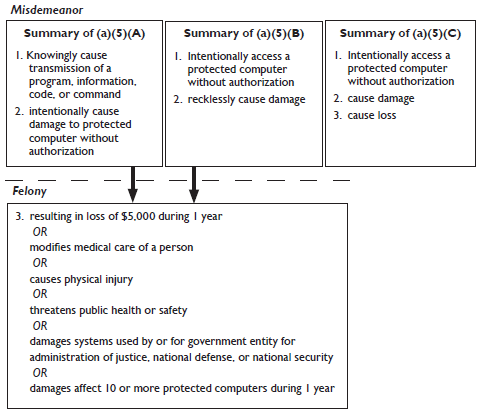 Misdemeanor
Summary of (a)(5)(A)
1. Knowingly cause
transmission of a
program, information,
code, or command
2. intentionally cause
damage to protected
computer without
authorization
Summary of (a)(5)(B)
1. Intentionally access a
protected computer
without authorization
2. recklessly cause damage
Summary of (a)(5)(C)
1. Intentionally access a
protected computer
without authorization
2. cause damage
3. cause loss
Felony
3. resulting in loss of $5,000 during 1 year
OR
modifies medical care of a person
OR
causes physical injury
OR
threatens public health or safety
OR
damages systems used by or for government entity for
administration of justice, national defense, or national security
OR
damages affect 10 or more protected computers during 1 year